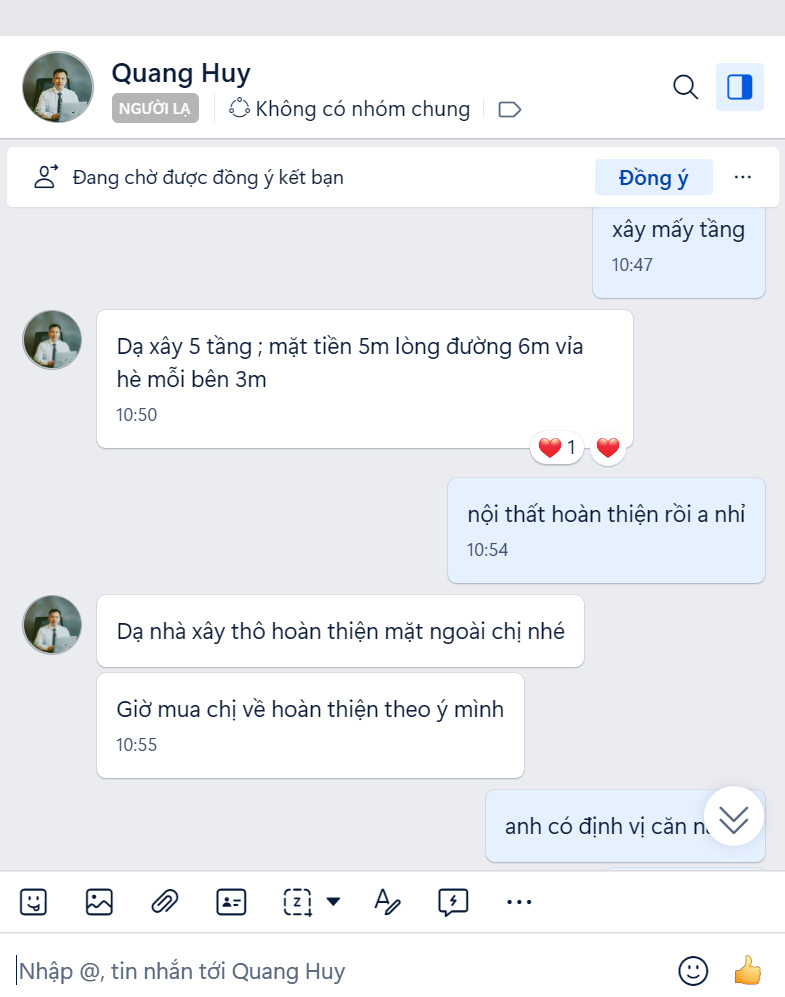 Quang Huy
NGƯỜI LẠ
Không có nhóm chung
Đang chờ được đồng ý kết bạn
Đồng ý
xây mấy tầng
10:47
Dạ xây 5 tầng ; mặt tiền 5m lòng đường 6m vỉa
hè mỗi bên 3m
10:50
1
nội thất hoàn thiện rồi a nhỉ
10:54
Dạ nhà xây thô hoàn thiện mặt ngoài chị nhé
Giờ mua chị về hoàn thiện theo ý mình
10:55
anh có định vị căn
Nhập @, tin nhắn tới Quang Huy